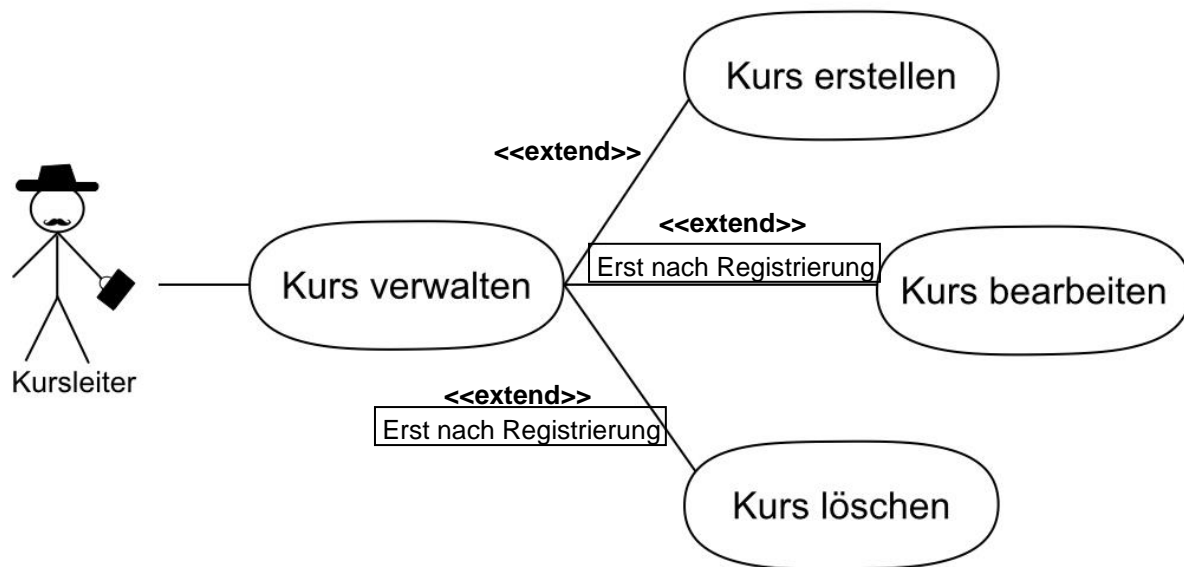 Kurs erstellen
<<extend>>
<<extend>>
Erst nach Registrierung
Kurs verwalten
Kurs bearbeiten
Kursleiter
<<extend>>
Erst nach Registrierung
Kurs löschen